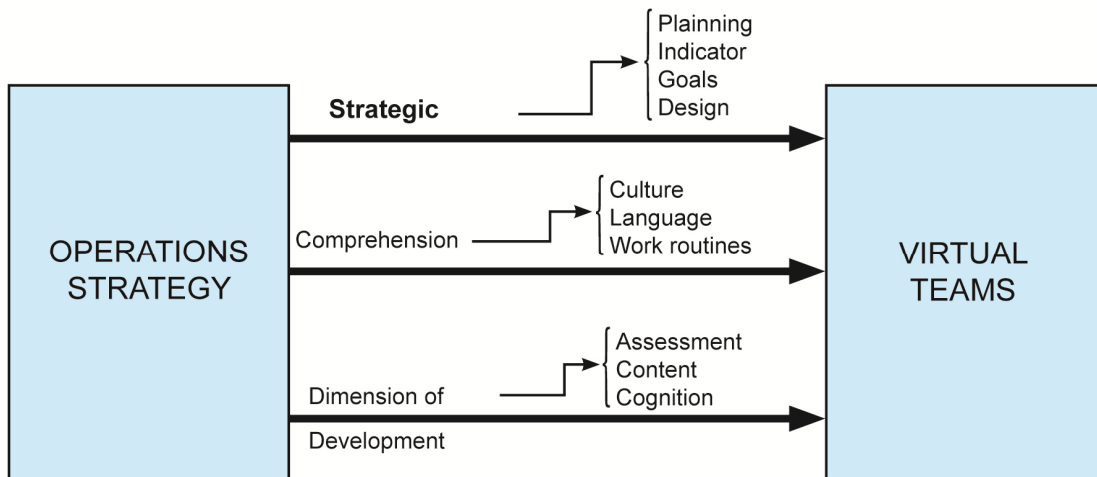 Plainning
Indicator
Goals
Design
Strategic
Culture
Language
Work routines
Comprehension
OPERATIONS
STRATEGY
VIRTUAL
TEAMS
Assessment
Content
Cognition
Dimension of
Development